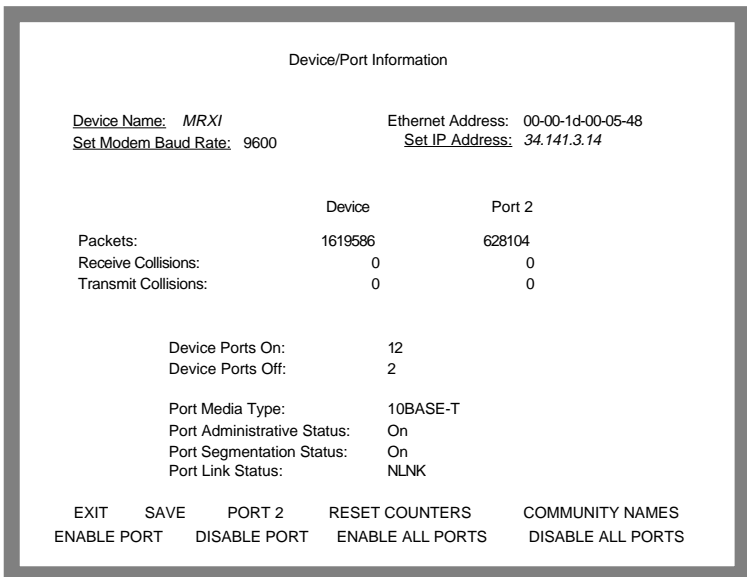 Device/Port Information
Device Name: MRXI Ethernet Address: 00-00-1d-00-05-48
Set Modem Baud Rate: 9600 Set IP Address: 34.141.3.14
Device Port 2
Packets: 1619586 628104
Receive Collisions: 0 0
Transmit Collisions: 0 0
Device Ports On: 12
Device Ports Off: 2
Port Media Type: 10BASE-T
Port Administrative Status: On
Port Segmentation Status: On
Port Link Status: NLNK
EXIT SAVE PORT 2 RESET COUNTERS COMMUNITY NAMES
ENABLE PORT DISABLE PORT ENABLE ALL PORTS DISABLE ALL PORTS